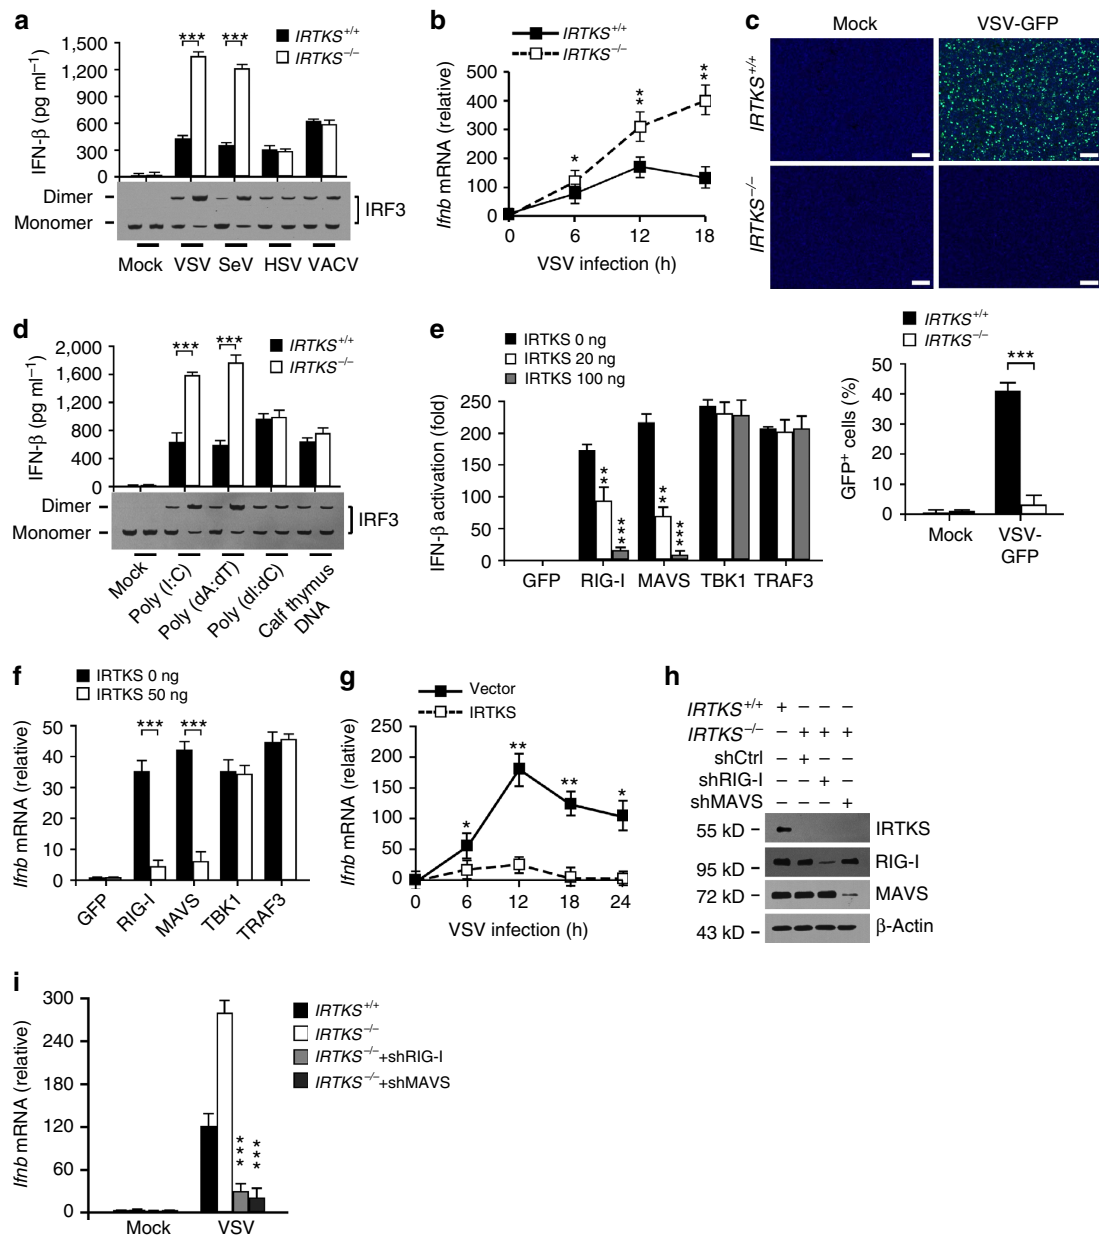 a
IRTKS+/+
IRTKS−/−
1,500
1,200
900
600
300
0
IFN-β (pg ml−1)
*** ***
Dimer
Monomer
IRF3
Mock VSV SeV HSV VACV
b
IRTKS+/+
IRTKS−/−
500
400
300
200
100
0
Ifnb mRNA (relative)
* ** ***
0 6 12 18
VSV infection (h)
c
Mock VSV-GFP
IRTKS+/+
IRTKS−/−
IRTKS+/+
IRTKS−/−
50
40
30
20
10
0
GFP+ cells (%)
***
Mock VSV-
GFP
d
2,000
1,600
1,200
800
400
0
IFN-β (pg ml−1)
*** ***
IRTKS+/+
IRTKS−/−
Dimer
Monomer
IRF3
Mock
Poly (I:C)
Poly (dA:dT)
Poly (dI:dC)
Calf thymus
DNA
e
IRTKS 0 ng
IRTKS 20 ng
IRTKS 100 ng
250
200
150
100
50
0
IFN-β activation (fold)
** *** ** ***
GFP RIG-I MAVS TBK1 TRAF3
f
IRTKS 0 ng
IRTKS 50 ng
50
40
30
20
10
0
Ifnb mRNA (relative)
*** ***
GFP
RIG-I
MAVS
TBK1
TRAF3
g
Vector
IRTKS
250
200
150
100
50
0
Ifnb mRNA (relative)
* ** ** *
0 6 12 18 24
VSV infection (h)
h
IRTKS+/+ + − − −
IRTKS−/− − + + +
shCtrl − + − −
shRIG-I − − + −
shMAVS − − − +
55 kD IRTKS
95 kD RIG-I
72 kD MAVS
43 kD β-Actin
i
300
240
180
120
60
0
Ifnb mRNA (relative)
IRTKS+/+
IRTKS−/−
IRTKS−/−+shRIG-I
IRTKS−/−+shMAVS
*** ***
Mock VSV